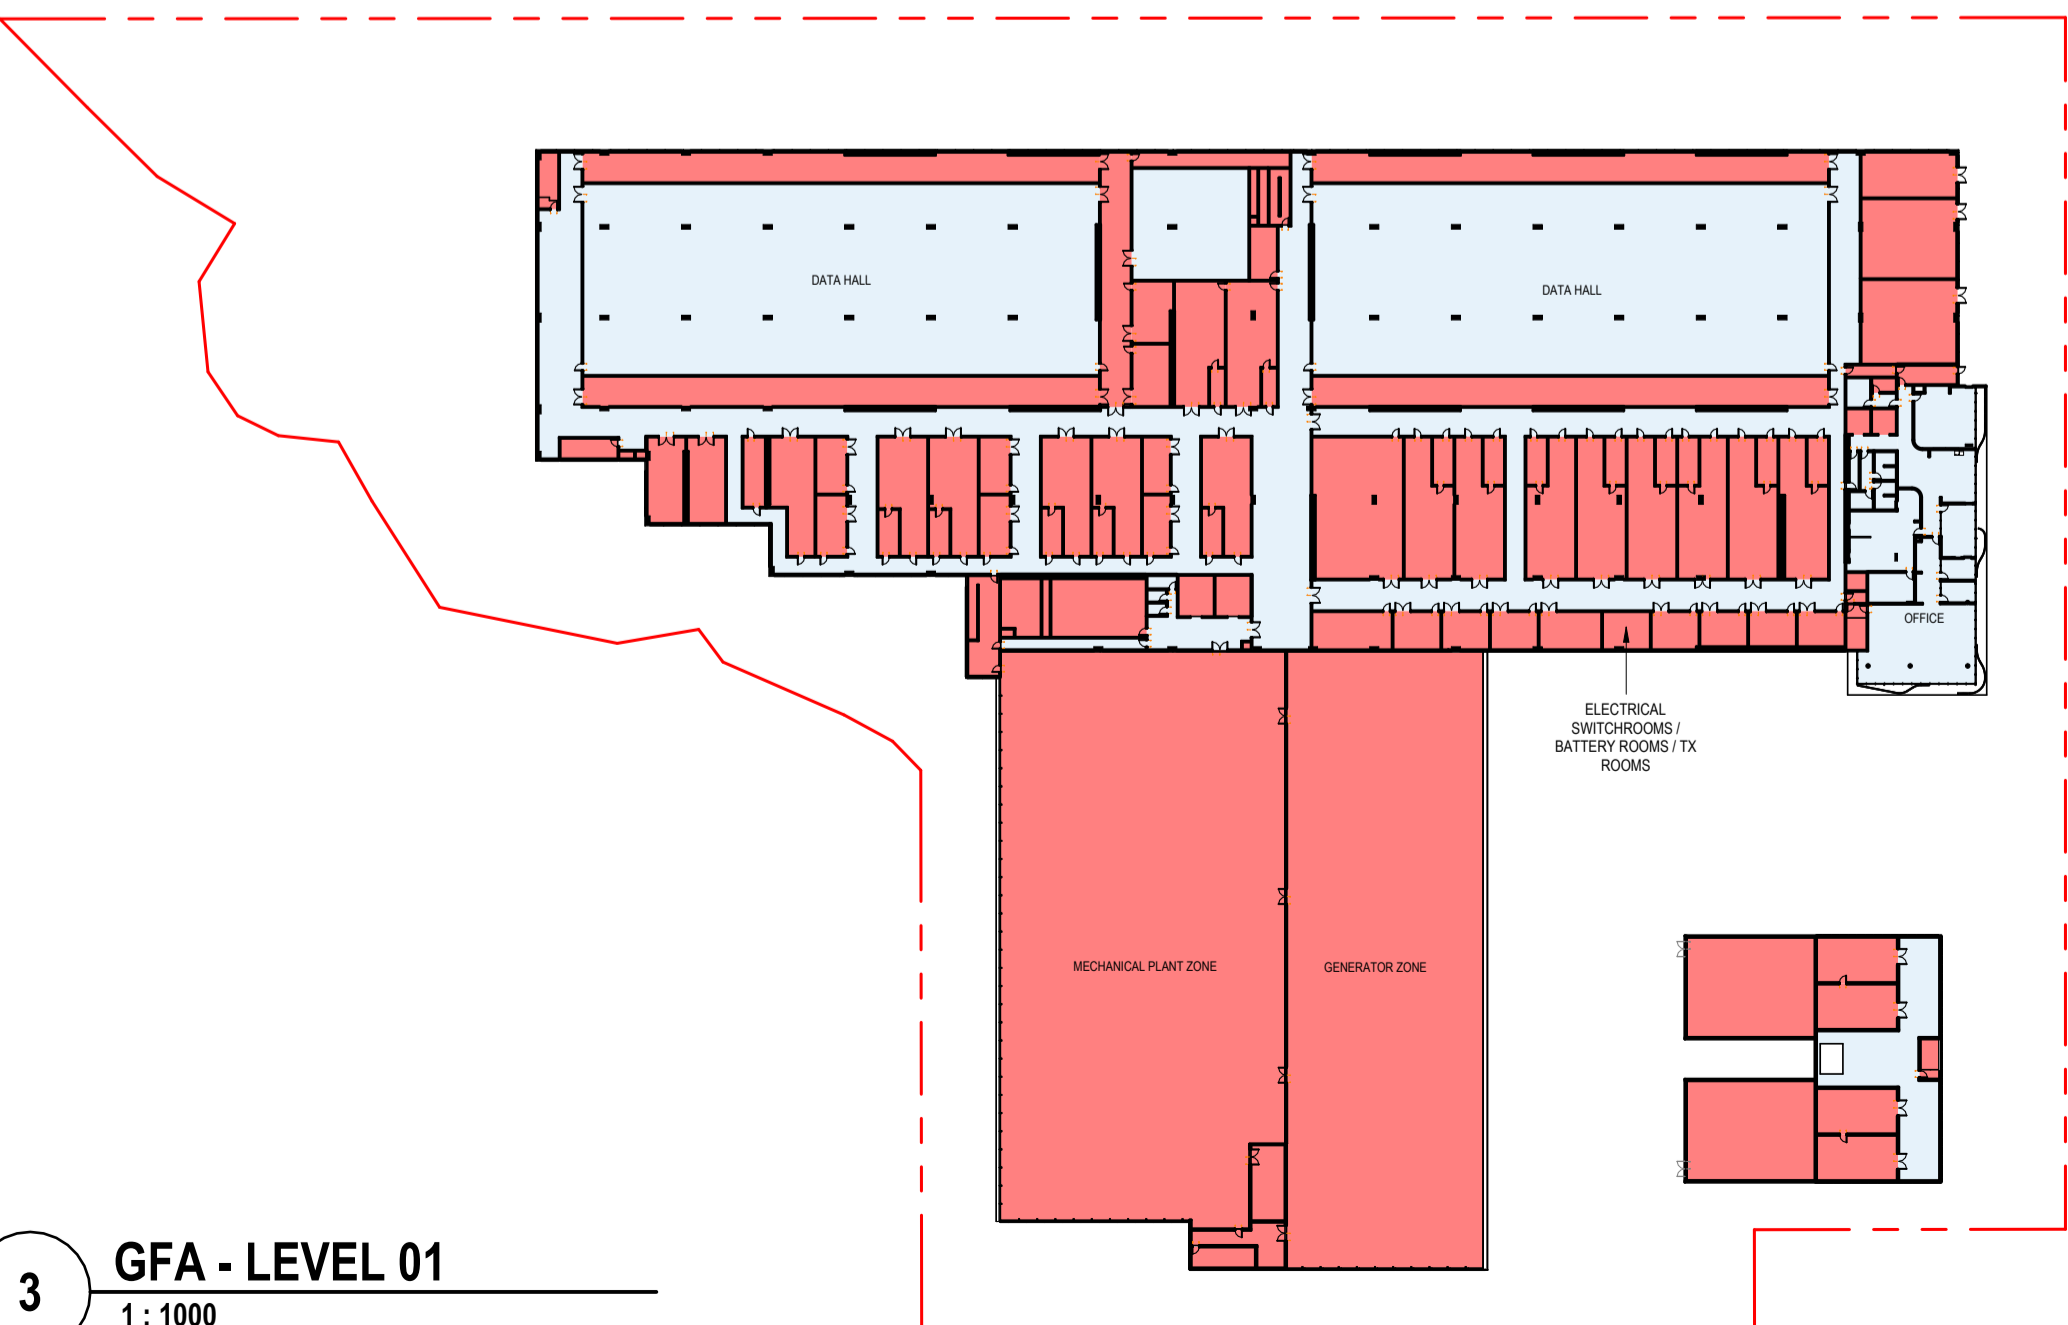 DATA HALL
DATA HALL
OFFICE
ELECTRICAL
SWITCHROOMS /
BATTERY ROOMS / TX
ROOMS
MECHANICAL PLANT ZONE
GENERATOR ZONE
3
GFA - LEVEL 01
1 : 1000